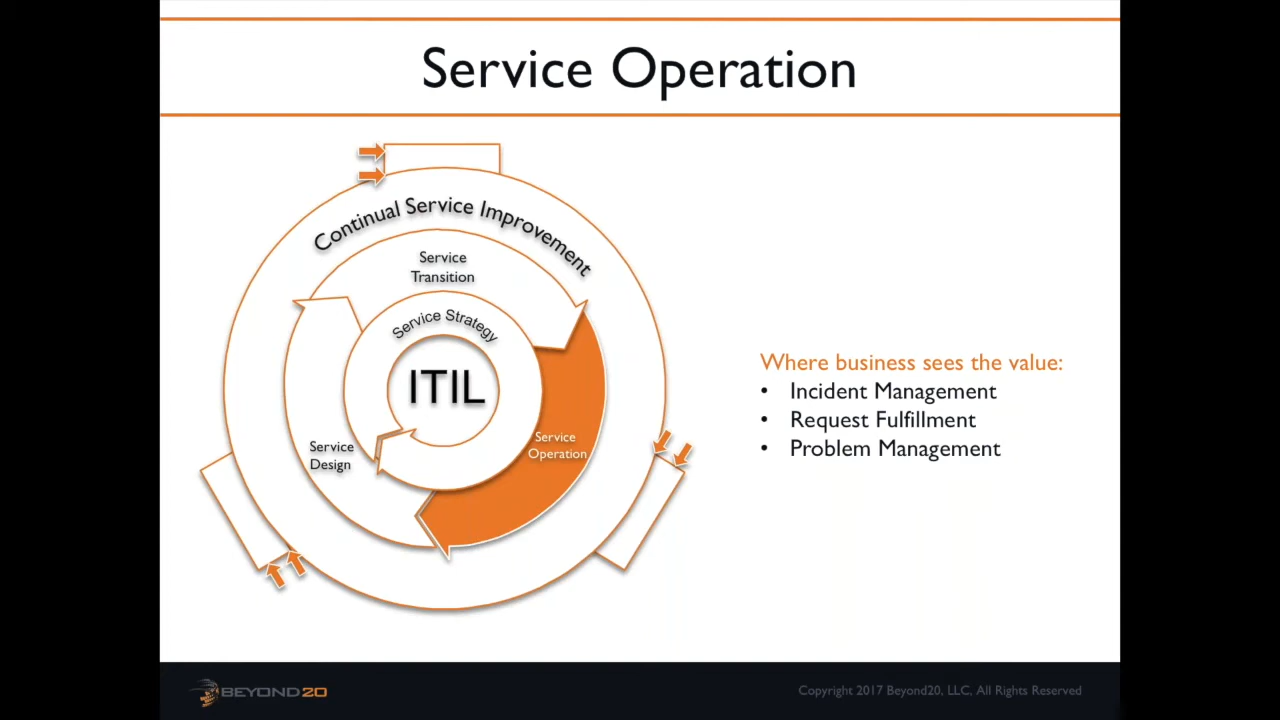 Service Operation
Continual Service Improvement
Service
Transition
Service Strategy
ITIL
Service
Design
Service
Operation
Where business sees the value:
• Incident Management
• Request Fulfillment
• Problem Management
BEYOND20
Copyright 2017 Beyond20, LLC, All Rights Reserved